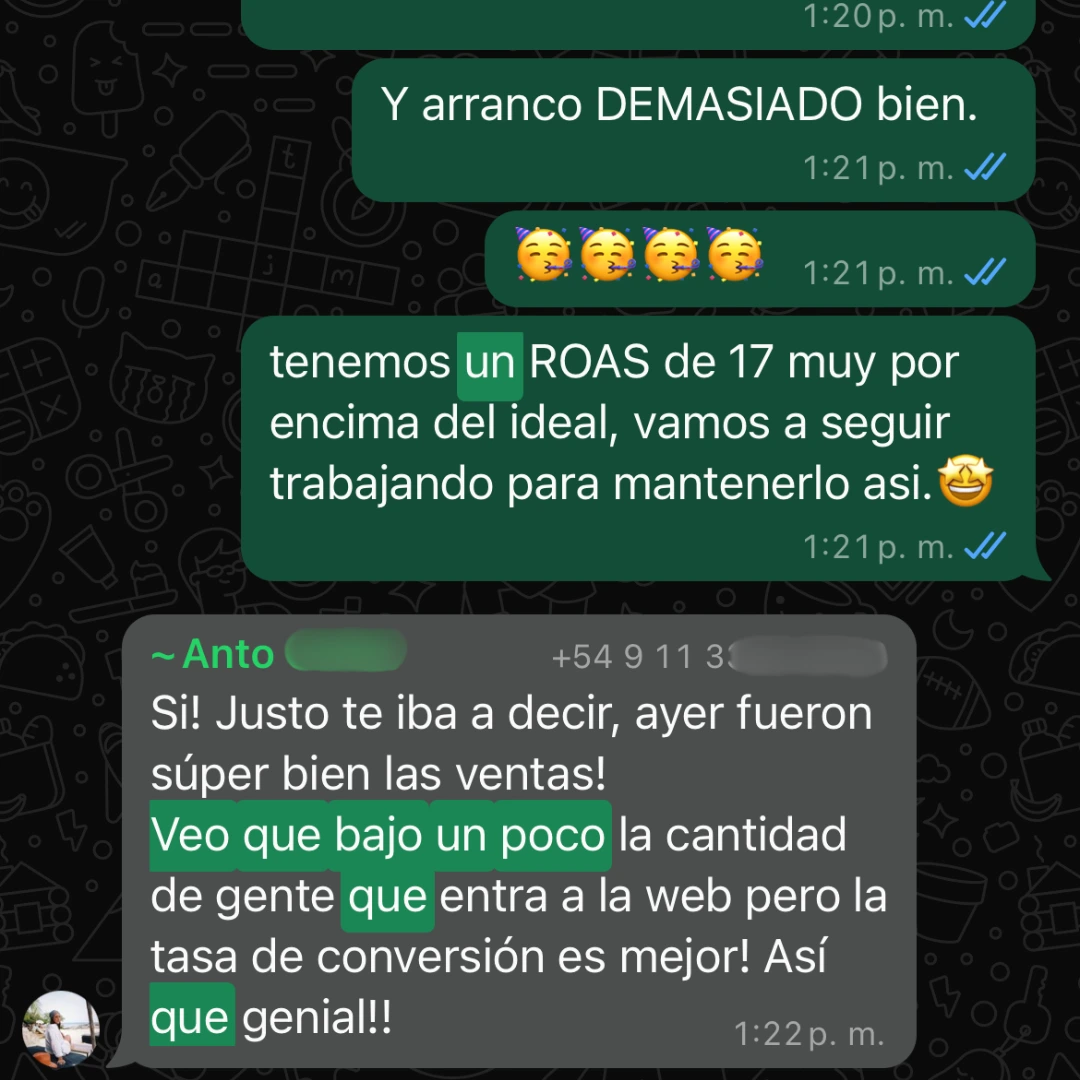 1:20 p. m.
Y arranco DEMASIADO bien.
1:21 p. m.
🥳🥳🥳🥳 1:21 p. m.
tenemos un ROAS de 17 muy por
encima del ideal, vamos a seguir
trabajando para mantenerlo asi.🤩
1:21 p. m.
~ Anto +54 9 11 3
Si! Justo te iba a decir, ayer fueron
súper bien las ventas!
Veo que bajo un poco la cantidad
de gente que entra a la web pero la
tasa de conversión es mejor! Así
que genial!!
1:22 p. m.